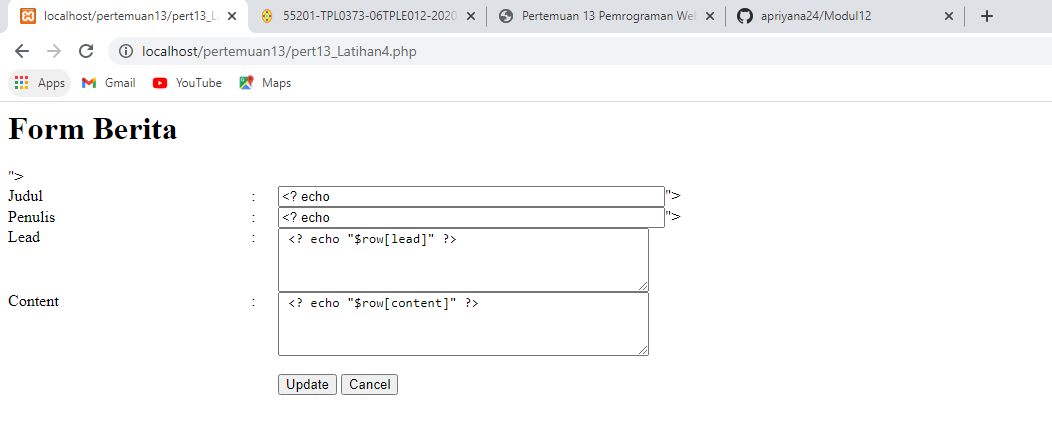 localhost/pertemuan13/pert13_L
55201-TPL0373-06TPLE012-2020
Pertemuan 13 Pemrograman We
apriyana24/Modul12
localhost/pertemuan13/pert13_Latihan4.php
Apps Gmail YouTube Maps
Form Berita
">
Judul : <? echo ">
Penulis : <? echo ">
Lead : <? echo "$row[lead]" ?>
Content : <? echo "$row[content]" ?>
Update Cancel